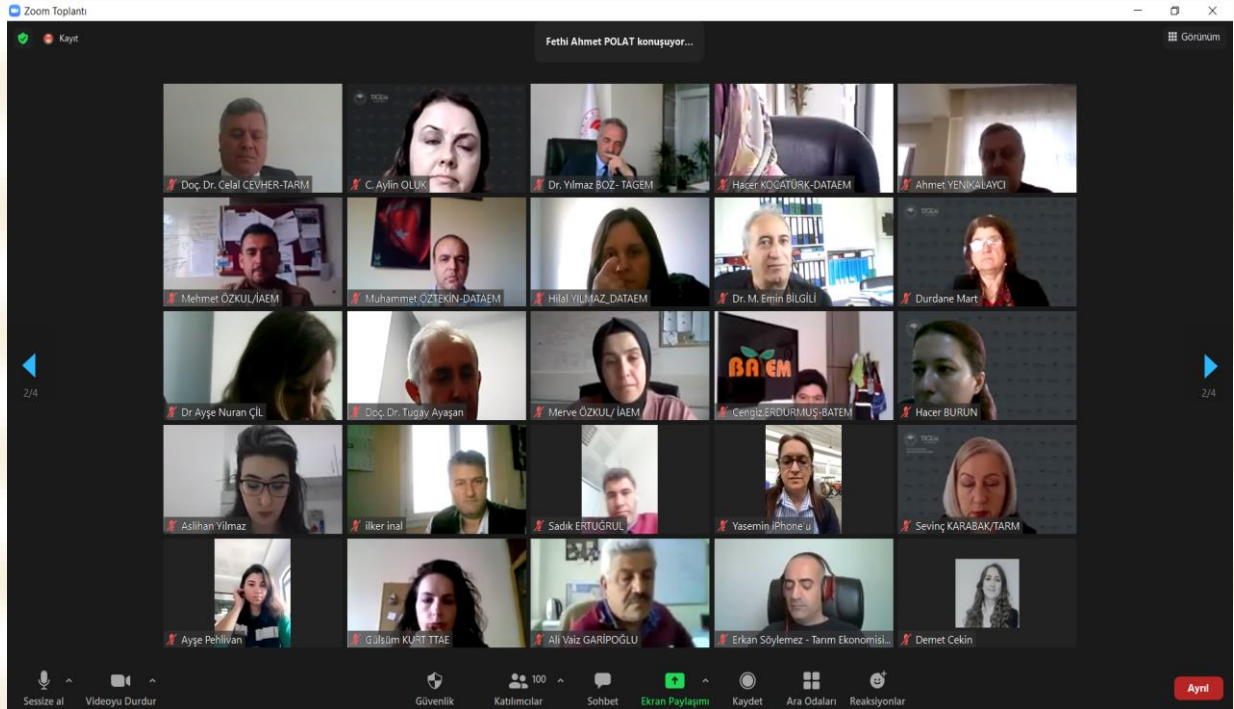 Zoom Toplantı
Kayıt
Fethi Ahmet POLAT konuşuyor...
Görünüm
Doç. Dr. Celal CEVHER-TARM
C. Aylin OLUK
Dr. Yılmaz BOZ- TAGEM
Hacer KOCATÜRK-DATAEM
Ahmet YENİKALAYCI
Mehmet ÖZKUL/İAEM
Muhammet ÖZTEKİN-DATAEM
Hilal YILMAZ_DATAEM
Dr. M. Emin BİLGİLİ
Durdane Mart
2/4
Dr Ayşe Nuran ÇİL
Doç. Dr. Tugay Ayaşan
Merve ÖZKUL/ İAEM
BATEM
Cengiz ERDURMUŞ-BATEM
Hacer BURUN
2/4
Aslıhan Yilmaz
ilker inal
Sadık ERTUĞRUL
Yasemin iPhone'u
Sevinç KARABAK/TARM
Ayşe Pehlivan
Gülsüm KURT TTAE
Ali Vaiz GARİPOĞLU
Erkan Söylemez - Tarım Ekonomisi...
Demet Cekin
Sessize al
Videoyu Durdur
Güvenlik
100
Katılımcılar
Sohbet
Ekran Paylaşımı
Kaydet
Ara Odaları
Reaksiyonlar
Ayrıl